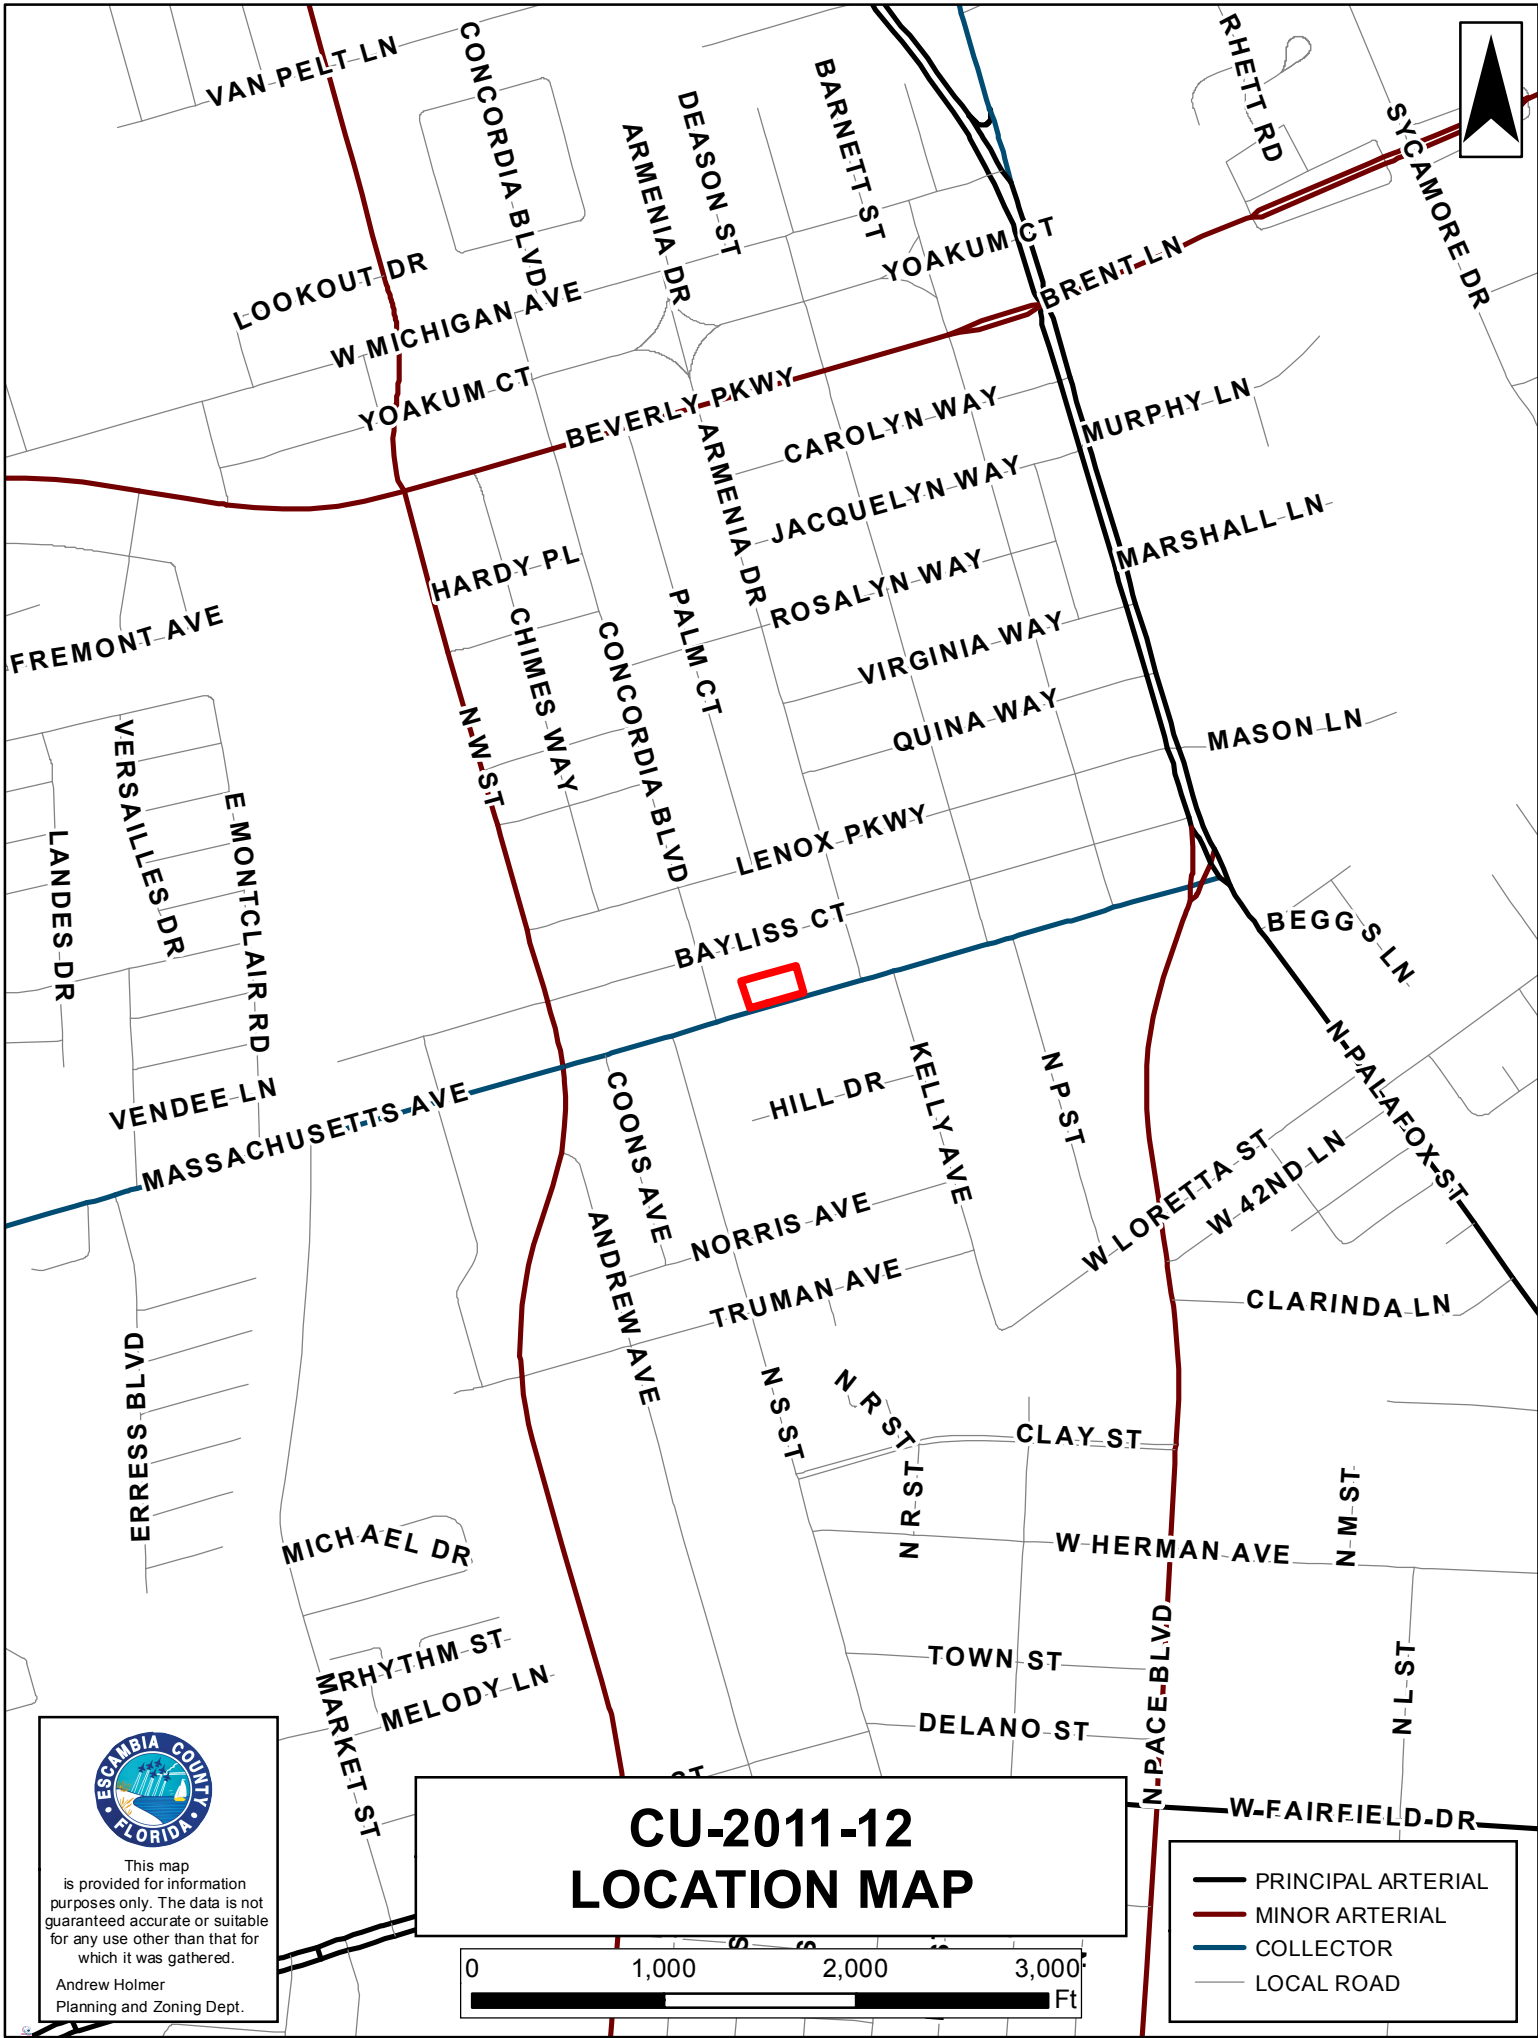 VAN PELT LN
CONCORDIA BLVD
DEASON ST
BARNETT ST
RHETT RD
SYCAMORE DR
ARMENIA DR
LOOKOUT DR
W MICHIGAN AVE
YOAKUM CT
YOAKUM CT
BRENT LN
BEVERLY PKWY
CAROLYN WAY
MURPHY LN
ARMENIA DR
JACQUELYN WAY
MARSHALL LN
HARDY PL
ROSALYN WAY
FREMONT AVE
CHIMES WAY
CONCORDIA BLVD
PALM CT
VIRGINIA WAY
QUINA WAY
MASON LN
N W ST
VERSAILLES DR
E MONTCLAIR RD
LANDES DR
LENOX PKWY
BAYLISS CT
BEGGS LN
N PALAFOX ST
VENDEE LN
MASSACHUSETTS AVE
COONS AVE
HILL DR
KELLY AVE
N P ST
W LORETTA ST
W 42ND LN
NORRIS AVE
ANDREW AVE
TRUMAN AVE
CLARINDA LN
ERRESS BLVD
N S ST
N R ST
CLAY ST
N R ST
N M ST
W HERMAN AVE
MICHAEL DR
RHYTHM ST
MELODY LN
MARKET ST
TOWN ST
DELANO ST
N PACE BLVD
N L ST
W FAIRFIELD DR
ST
CU-2011-12
LOCATION MAP
ESCAMBIA COUNTY
FLORIDA
This map
is provided for information
purposes only. The data is not
guaranteed accurate or suitable
for any use other than that for
which it was gathered.
Andrew Holmer
Planning and Zoning Dept.
0 1,000 2,000 3,000
Ft
PRINCIPAL ARTERIAL
MINOR ARTERIAL
COLLECTOR
LOCAL ROAD